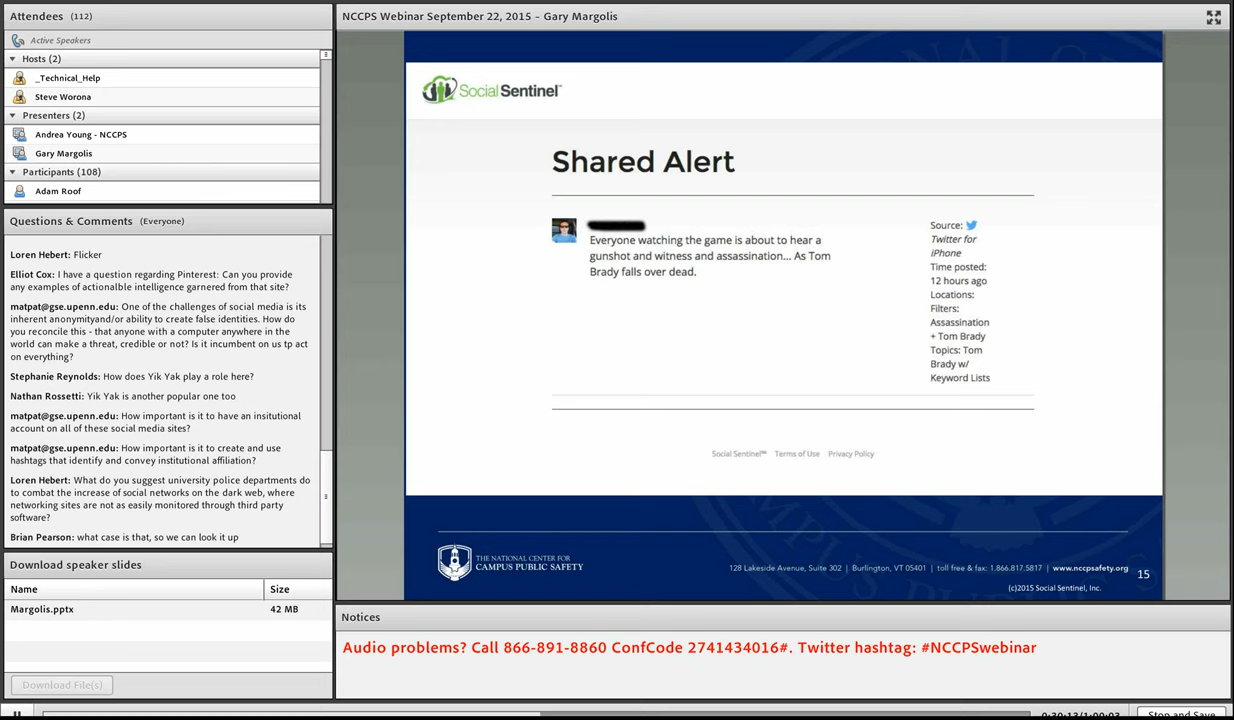 Attendees (112)
Active Speakers
Hosts (2)
_Technical_Help
Steve Worona
Presenters (2)
Andrea Young - NCCPS
Gary Margolis
Participants (108)
Adam Roof
Questions & Comments (Everyone)
Loren Hebert: Flicker
Elliot Cox: I have a question regarding Pinterest: Can you provide
any examples of actionalble intelligence garnered from that site?
matpat@gse.upenn.edu: One of the challenges of social media is its
inherent anonymityand/or ability to create false identities. How do
you reconcile this - that anyone with a computer anywhere in the
world can make a threat, credible or not? Is it incumbent on us tp act
on everything?
Stephanie Reynolds: How does Yik Yak play a role here?
Nathan Rossetti: Yik Yak is another popular one too
matpat@gse.upenn.edu: How important is it to have an insitutional
account on all of these social media sites?
matpat@gse.upenn.edu: How important is it to create and use
hashtags that identify and convey institutional affiliation?
Loren Hebert: What do you suggest university police departments do
to combat the increase of social networks on the dark web, where
networking sites are not as easily monitored through third party
software?
Brian Pearson: what case is that, so we can look it up
Download speaker slides
Name Size
Margolis.pptx 42 MB
Download File(s)
NCCPS Webinar September 22, 2015 - Gary Margolis
SocialSentinel™
Shared Alert
Everyone watching the game is about to hear a
gunshot and witness and assassination... As Tom
Brady falls over dead.
Source:
Twitter for
iPhone
Time posted:
12 hours ago
Locations:
Filters:
Assassination
+ Tom Brady
Topics: Tom
Brady w/
Keyword Lists
Social Sentinel℠ Terms of Use Privacy Policy
THE NATIONAL CENTER FOR
CAMPUS PUBLIC SAFETY
128 Lakeside Avenue, Suite 302 | Burlington, VT 05401 | toll free & fax: 1.866.817.5817 | www.nccpsafety.org
15
(c)2015 Social Sentinel, Inc.
Notices
Audio problems? Call 866-891-8860 ConfCode 2741434016#. Twitter hashtag: #NCCPSwebinar
0:30:13/1:00:03
Stop and Save